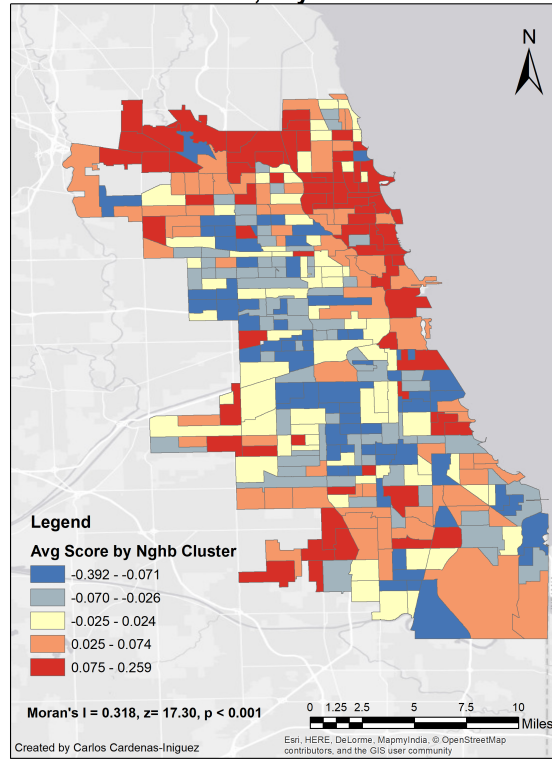 N
Legend
Avg Score by Nghb Cluster
-0.392 - -0.071
-0.070 - -0.026
-0.025 - 0.024
0.025 - 0.074
0.075 - 0.259
Moran's I = 0.318, z= 17.30, p < 0.001
0 1.25 2.5 5 7.5 10
Miles
Created by Carlos Cardenas-Iniguez
Esri, HERE, DeLorme, MapmyIndia, © OpenStreetMap
contributors, and the GIS user community